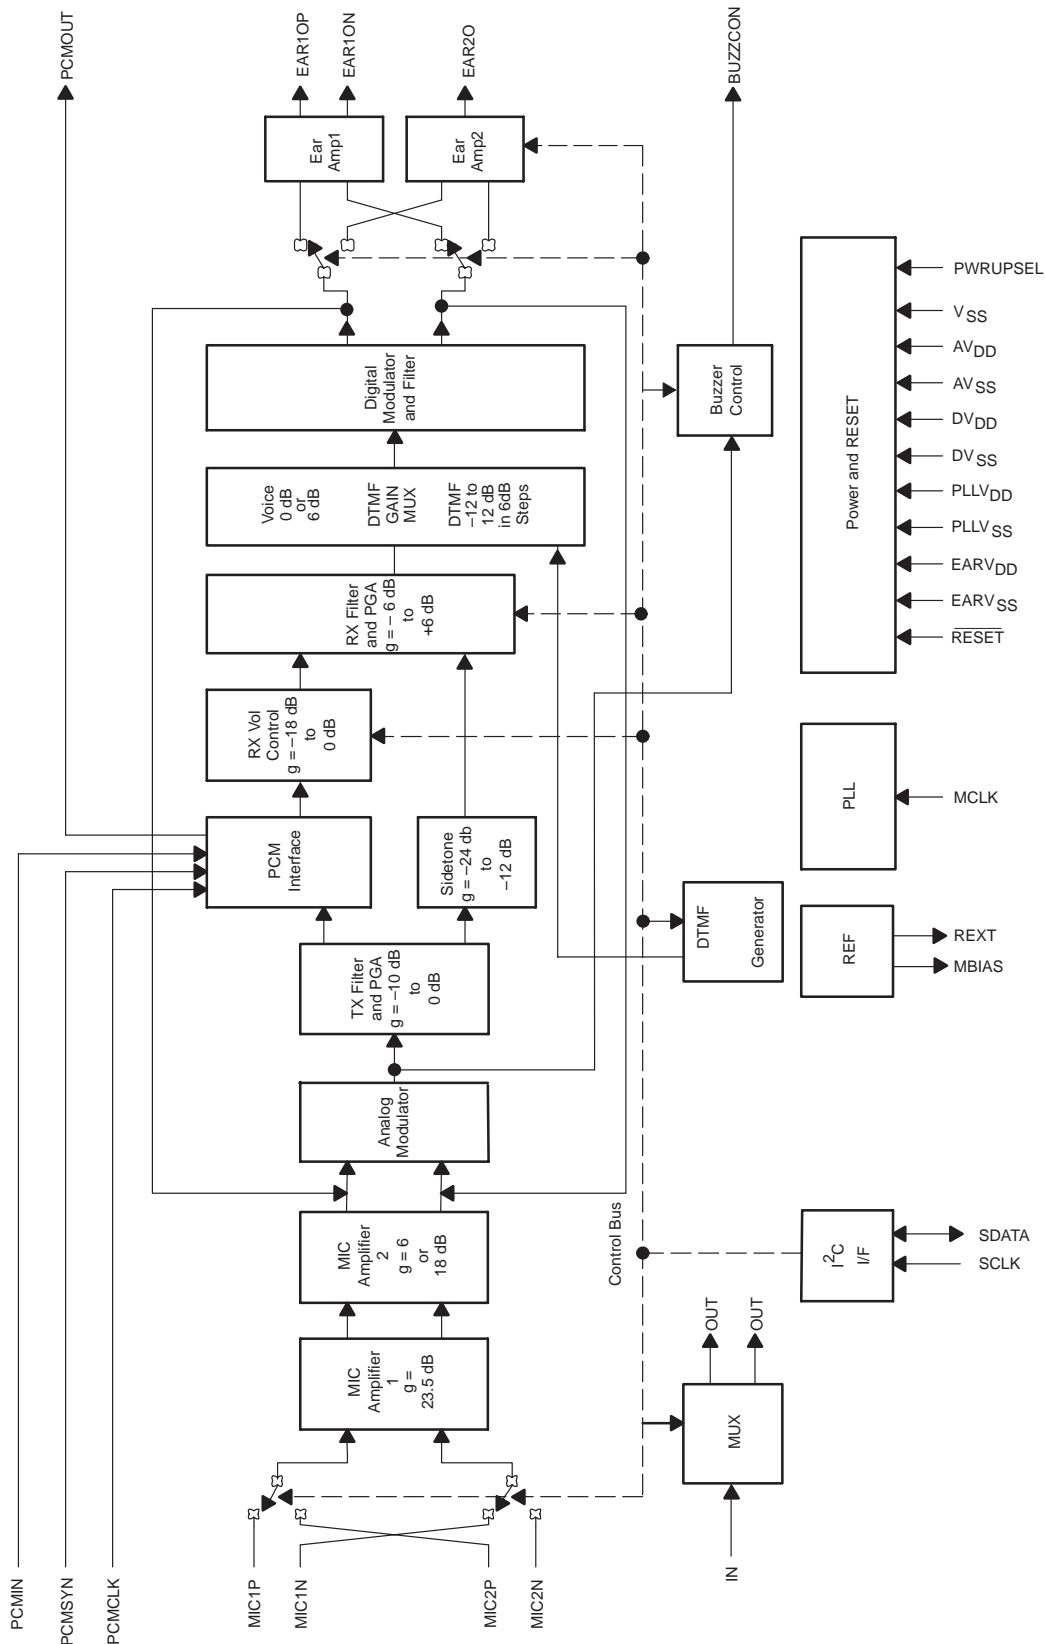 PCMOUT
EAR1OP
EAR1ON
EAR2O
BUZZCON
Ear
Amp1
Ear
Amp2
Digital
Modulator
and Filter
Buzzer
Control
Voice
0 dB
or
6 dB
DTMF
GAIN
MUX
DTMF
–12 to
12 dB
in 6dB
Steps
RX Filter
and PGA
g = – 6 dB
to
+6 dB
RX Vol
Control
g = –18 dB
to
0 dB
PCM
Interface
Sidetone
g = –24 db
to
–12 dB
TX Filter
and PGA
g = –10 dB
to
0 dB
Analog
Modulator
MIC
Amplifier
2
g = 6
or
18 dB
MIC
Amplifier
1
g =
23.5 dB
PCMIN
PCMSYN
PCMCLK
MIC1P
MIC1N
MIC2P
MIC2N
Control Bus
DTMF
Generator
MUX
IN
OUT
OUT
Power and RESET
PWRUPSEL
VSS
AVDD
AVSS
DVDD
DVSS
PLLVDD
PLLVSS
EARVDD
EARVSS
RESET
PLL
MCLK
REF
REXT
MBIAS
I2C
I/F
SDATA
SCLK